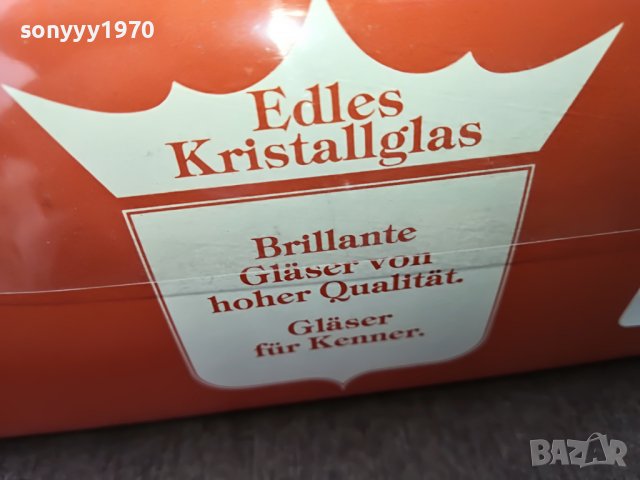 sonyyy1970
Edles
Kristallglas
Brillante
Gläser von
hoher Qualität.
Gläser
für Kenner.
BAZAR